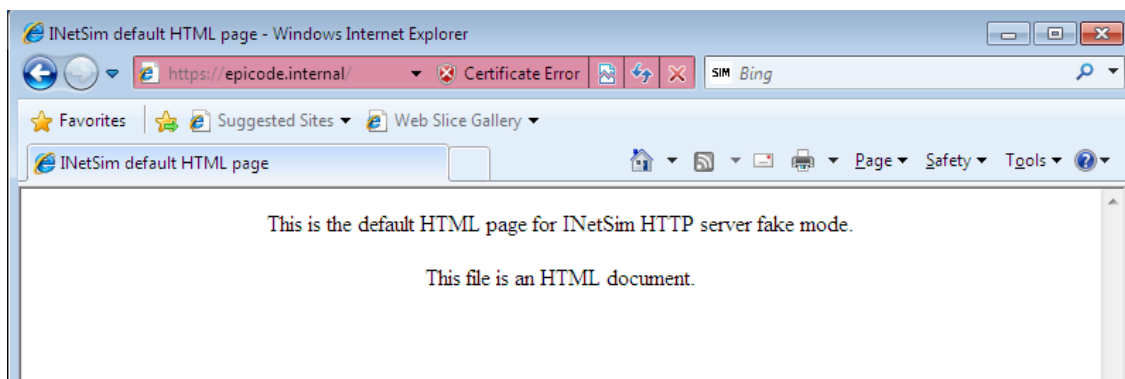 INetSim default HTML page - Windows Internet Explorer
https://epicode.internal/ Certificate Error SIM Bing
Favorites Suggested Sites Web Slice Gallery
INetSim default HTML page Page Safety Tools
This is the default HTML page for INetSim HTTP server fake mode.
This file is an HTML document.